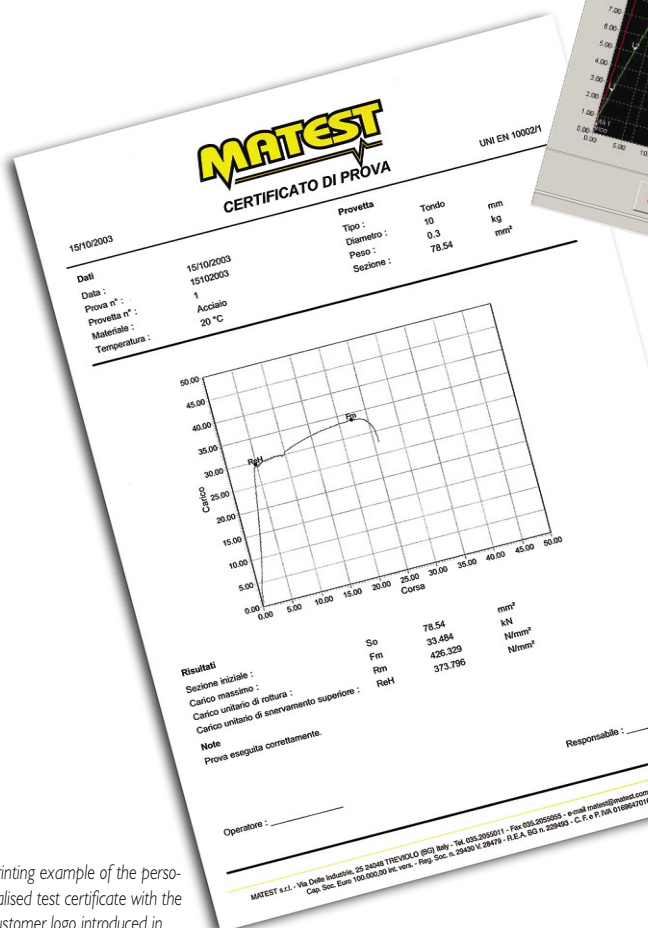 MATEST
CERTIFICATO DI PROVA
UNI EN 10002/1
15/10/2003
Dati
Data : 15/10/2003
Prova n° : 15102003
Provetta n° : 1
Materiale : Acciaio
Temperatura : 20 °C
Provetta
Tipo : Tondo
Diametro : 10 mm
Peso : 0.3 kg
Sezione : 78.54 mm²
50.00
45.00
40.00
35.00
30.00
25.00
20.00
15.00
10.00
5.00
0.00
Carico
ReH
Fm
0.00 5.00 10.00 15.00 20.00 25.00 30.00 35.00 40.00 45.00 50.00
Corsa
Risultati
Sezione iniziale : So 78.54 mm²
Carico massimo : Fm 33.484 kN
Carico unitario di rottura : Rm 426.329 N/mm²
Carico unitario di snervamento superiore : ReH 373.796 N/mm²
Note
Prova eseguita correttamente.
Responsabile :
Operatore :
MATEST s.r.l. - Via Delle Industrie, 25 24048 TREVIOLO (BG) Italy - Tel. 035.2055011 - Fax 035.2055055 - e-mail matest@matest.com
Cap. Soc. Euro 100.000,00 int. vers. - Reg. Soc. n. 29430 V. 28479 - R.E.A. BG n. 229493 - C. F. e P. IVA
7.00
6.00
5.00
4.00
3.00
2.00
1.00
0.00
0.00 5.00
rinting example of the perso-
alised test certificate with the
ustomer logo introduced in